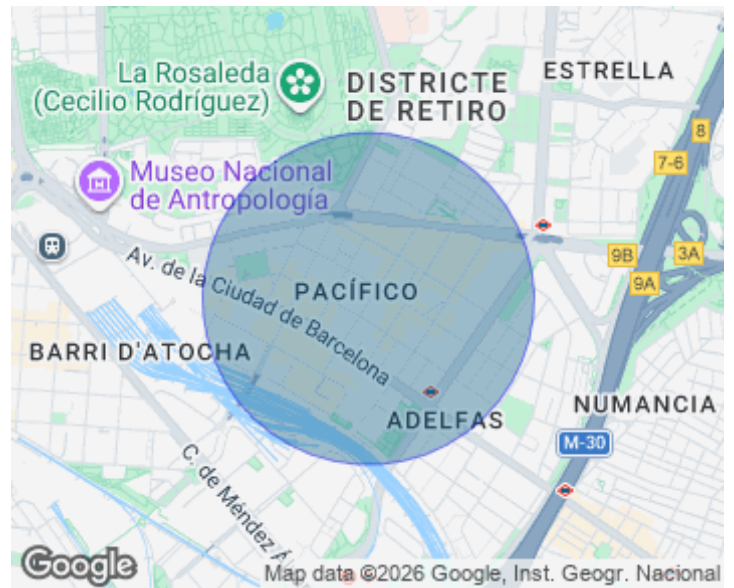 La Rosaleda
(Cecilio Rodríguez)
DISTRICTE
DE RETIRO
ESTRELLA
8
7-6
Museo Nacional
de Antropología
9B
3A
9A
Av. de la Ciudad de Barcelona
PACÍFICO
BARRI D'ATOCHA
ADELFAS
NUMANCIA
M-30
C. de Méndez Á
Google
Map data ©2026 Google, Inst. Geogr. Nacional